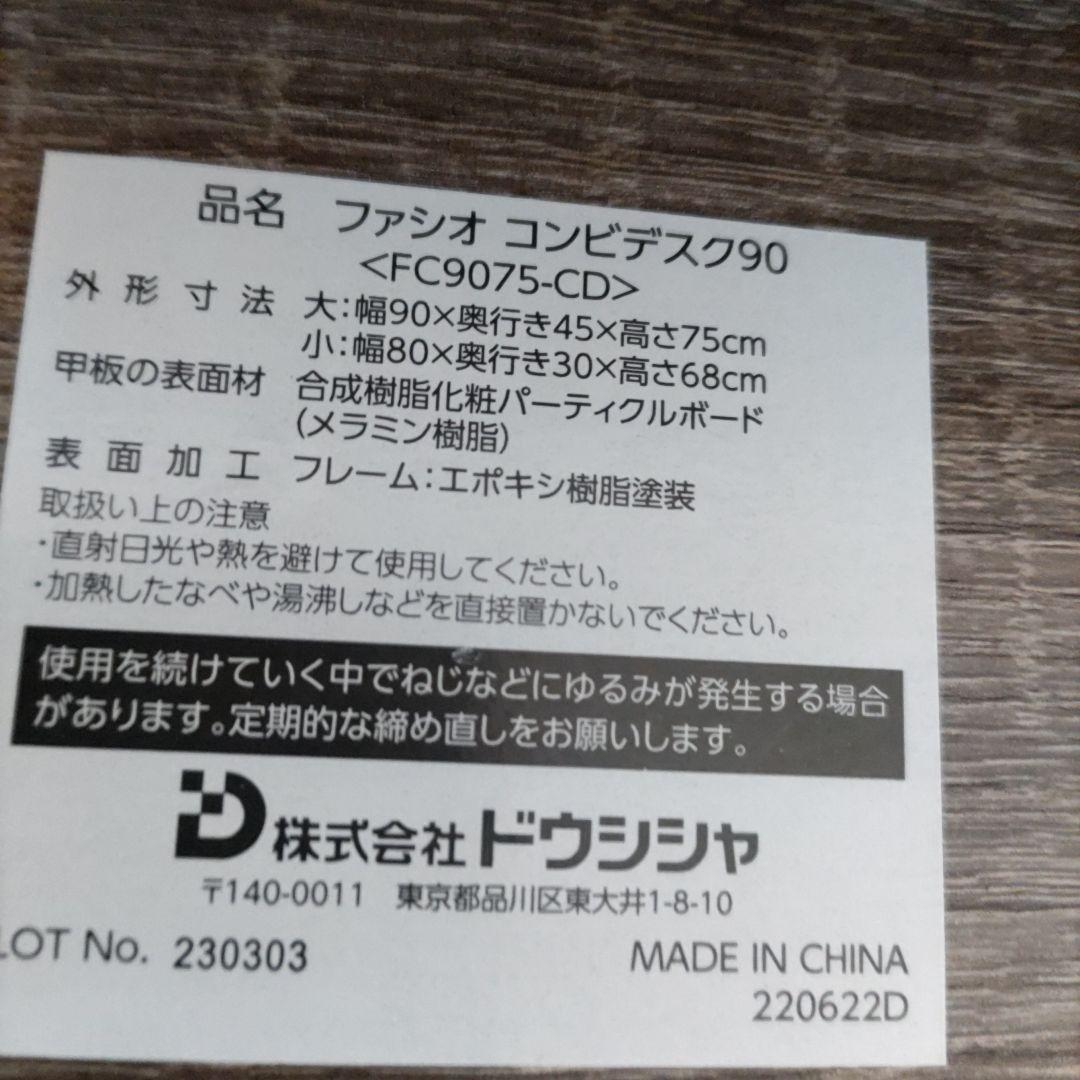 品名 ファシオ コンビデスク90
<FC9075-CD>
外形寸法 大:幅90×奥行き45×高さ75cm
小:幅80×奥行き30×高さ68cm
甲板の表面材 合成樹脂化粧パーティクルボード
(メラミン樹脂)
表面加工 フレーム:エポキシ樹脂塗装
取扱い上の注意
・直射日光や熱を避けて使用してください。
・加熱したなべや湯沸しなどを直接置かないでください。
使用を続けていく中でねじなどにゆるみが発生する場合
があります。定期的な締め直しをお願いします。
株式会社ドウシシャ
〒140-0011 東京都品川区東大井1-8-10
LOT No. 230303 MADE IN CHINA
220622D